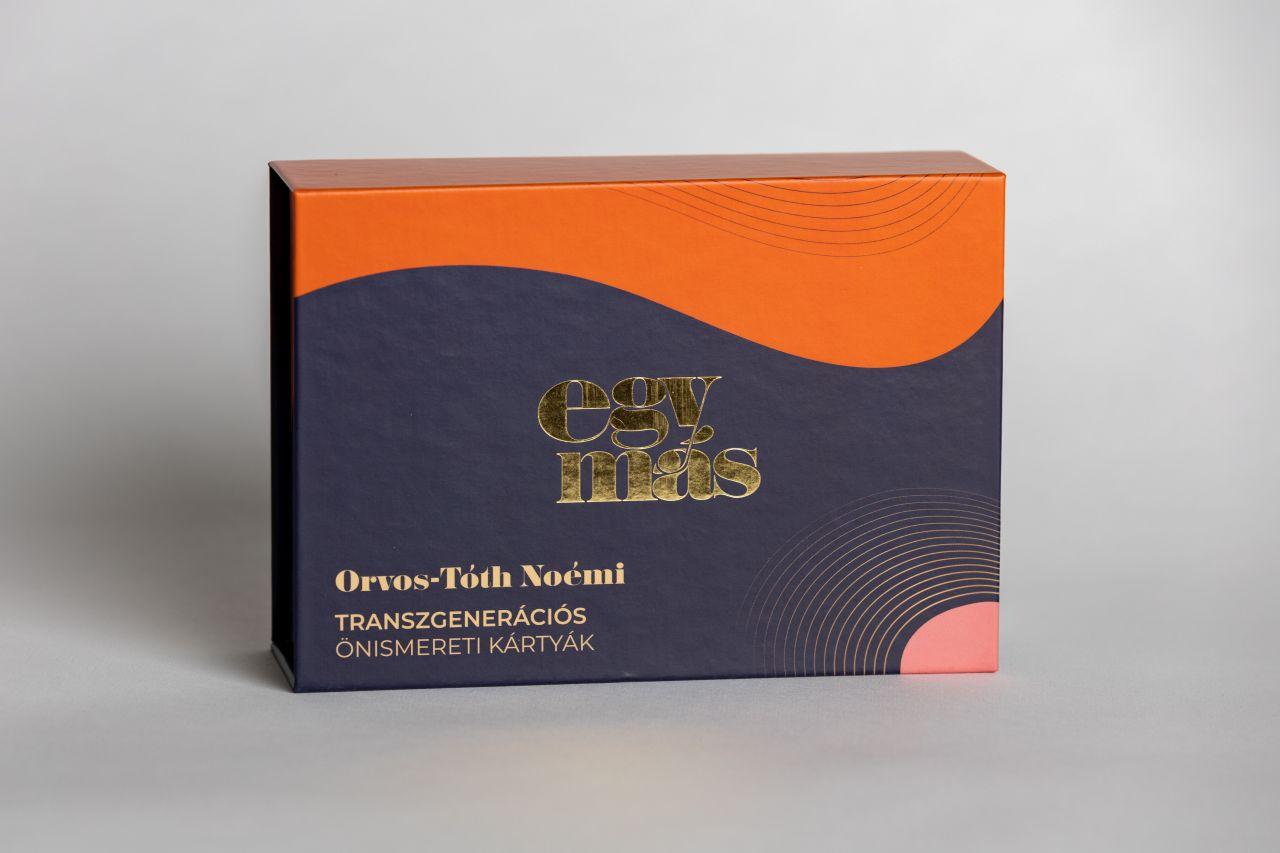 egy
más
Orvos-Tóth Noémi
TRANSZGENERÁCIÓS
ÖNISMERETI KÁRTYÁK